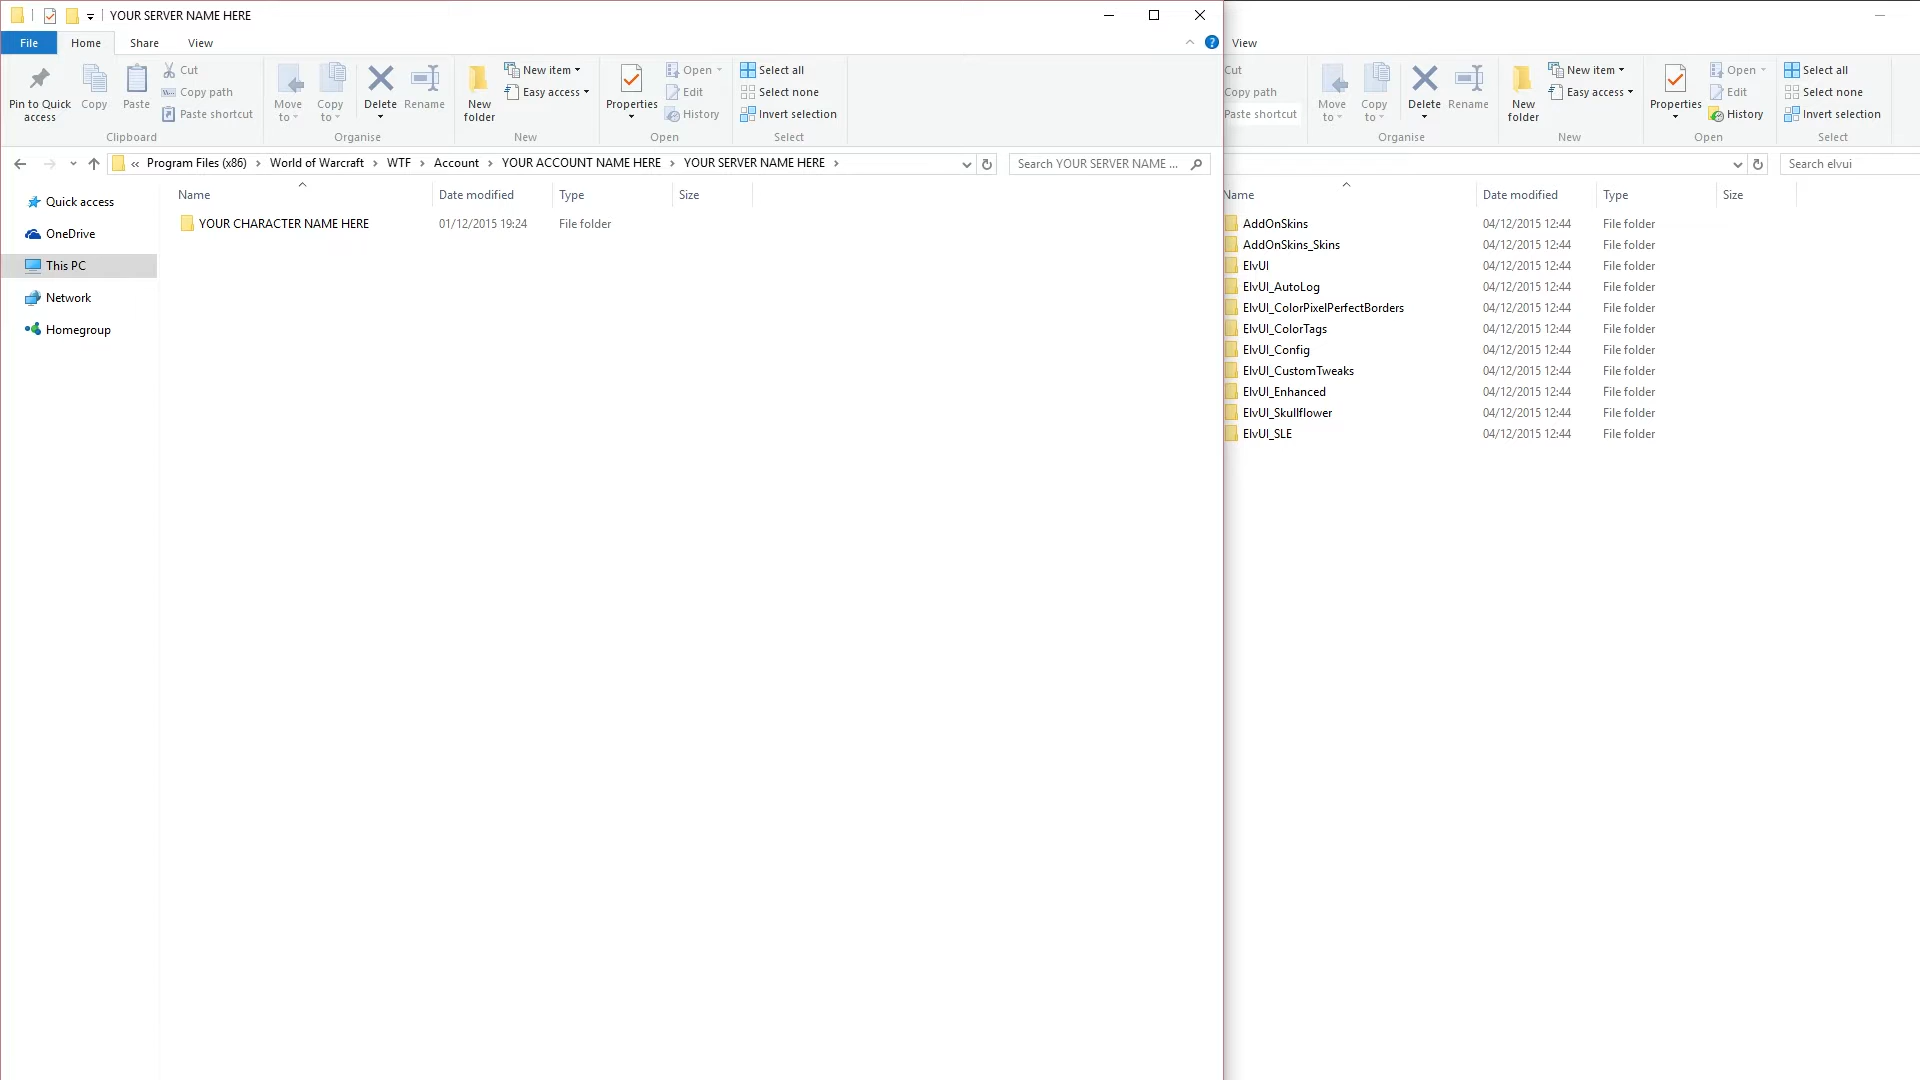 YOUR SERVER NAME HERE
File Home Share View
Pin to Quick access
Copy
Paste
Cut
Copy path
Paste shortcut
Clipboard
Move to
Copy to
Delete
Rename
Organise
New folder
New item
Easy access
New
Properties
Open
Edit
History
Open
Select all
Select none
Invert selection
Select
« Program Files (x86) > World of Warcraft > WTF > Account > YOUR ACCOUNT NAME HERE > YOUR SERVER NAME HERE >
Search YOUR SERVER NAME ...
Quick access
OneDrive
This PC
Network
Homegroup
Name Date modified Type Size
YOUR CHARACTER NAME HERE 01/12/2015 19:24 File folder
View
Cut
Copy path
Paste shortcut
Move to
Copy to
Delete
Rename
Organise
New folder
New item
Easy access
New
Properties
Open
Edit
History
Open
Select all
Select none
Invert selection
Select
Search elvui
Name Date modified Type Size
AddOnSkins 04/12/2015 12:44 File folder
AddOnSkins_Skins 04/12/2015 12:44 File folder
ElvUI 04/12/2015 12:44 File folder
ElvUI_AutoLog 04/12/2015 12:44 File folder
ElvUI_ColorPixelPerfectBorders 04/12/2015 12:44 File folder
ElvUI_ColorTags 04/12/2015 12:44 File folder
ElvUI_Config 04/12/2015 12:44 File folder
ElvUI_CustomTweaks 04/12/2015 12:44 File folder
ElvUI_Enhanced 04/12/2015 12:44 File folder
ElvUI_Skullflower 04/12/2015 12:44 File folder
ElvUI_SLE 04/12/2015 12:44 File folder